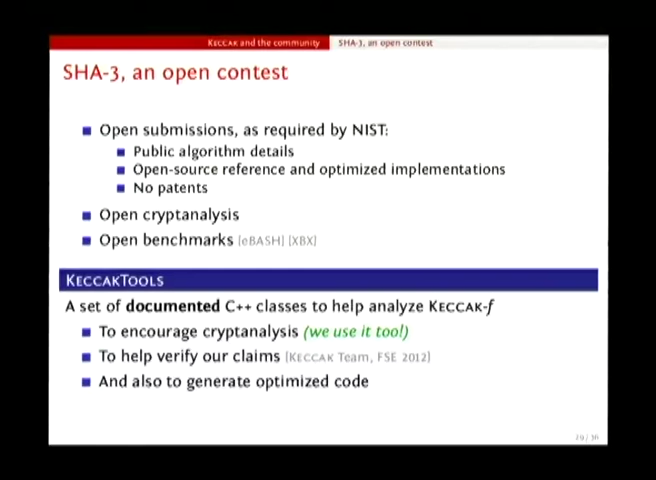 KECCAK and the community SHA-3, an open contest
SHA-3, an open contest
Open submissions, as required by NIST:
Public algorithm details
Open-source reference and optimized implementations
No patents
Open cryptanalysis
Open benchmarks [eBASH] [XBX]
KECCAKTOOLS
A set of documented C++ classes to help analyze KECCAK-f
To encourage cryptanalysis (we use it too!)
To help verify our claims [KECCAK Team, FSE 2012]
And also to generate optimized code